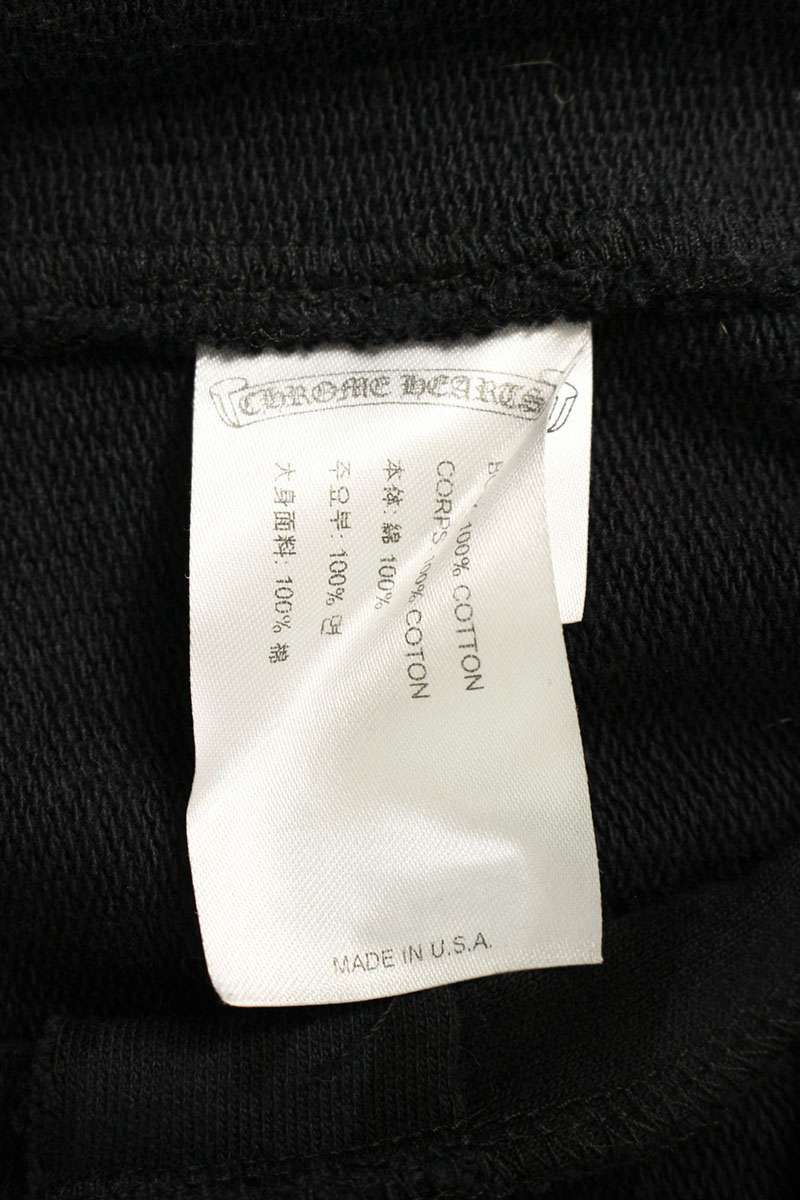 CHROME HEARTS
100% COTTON
CORPS: 100% COTON
本体: 綿 100%
주요부: 100% 면
大身面料: 100% 棉
MADE IN U.S.A.